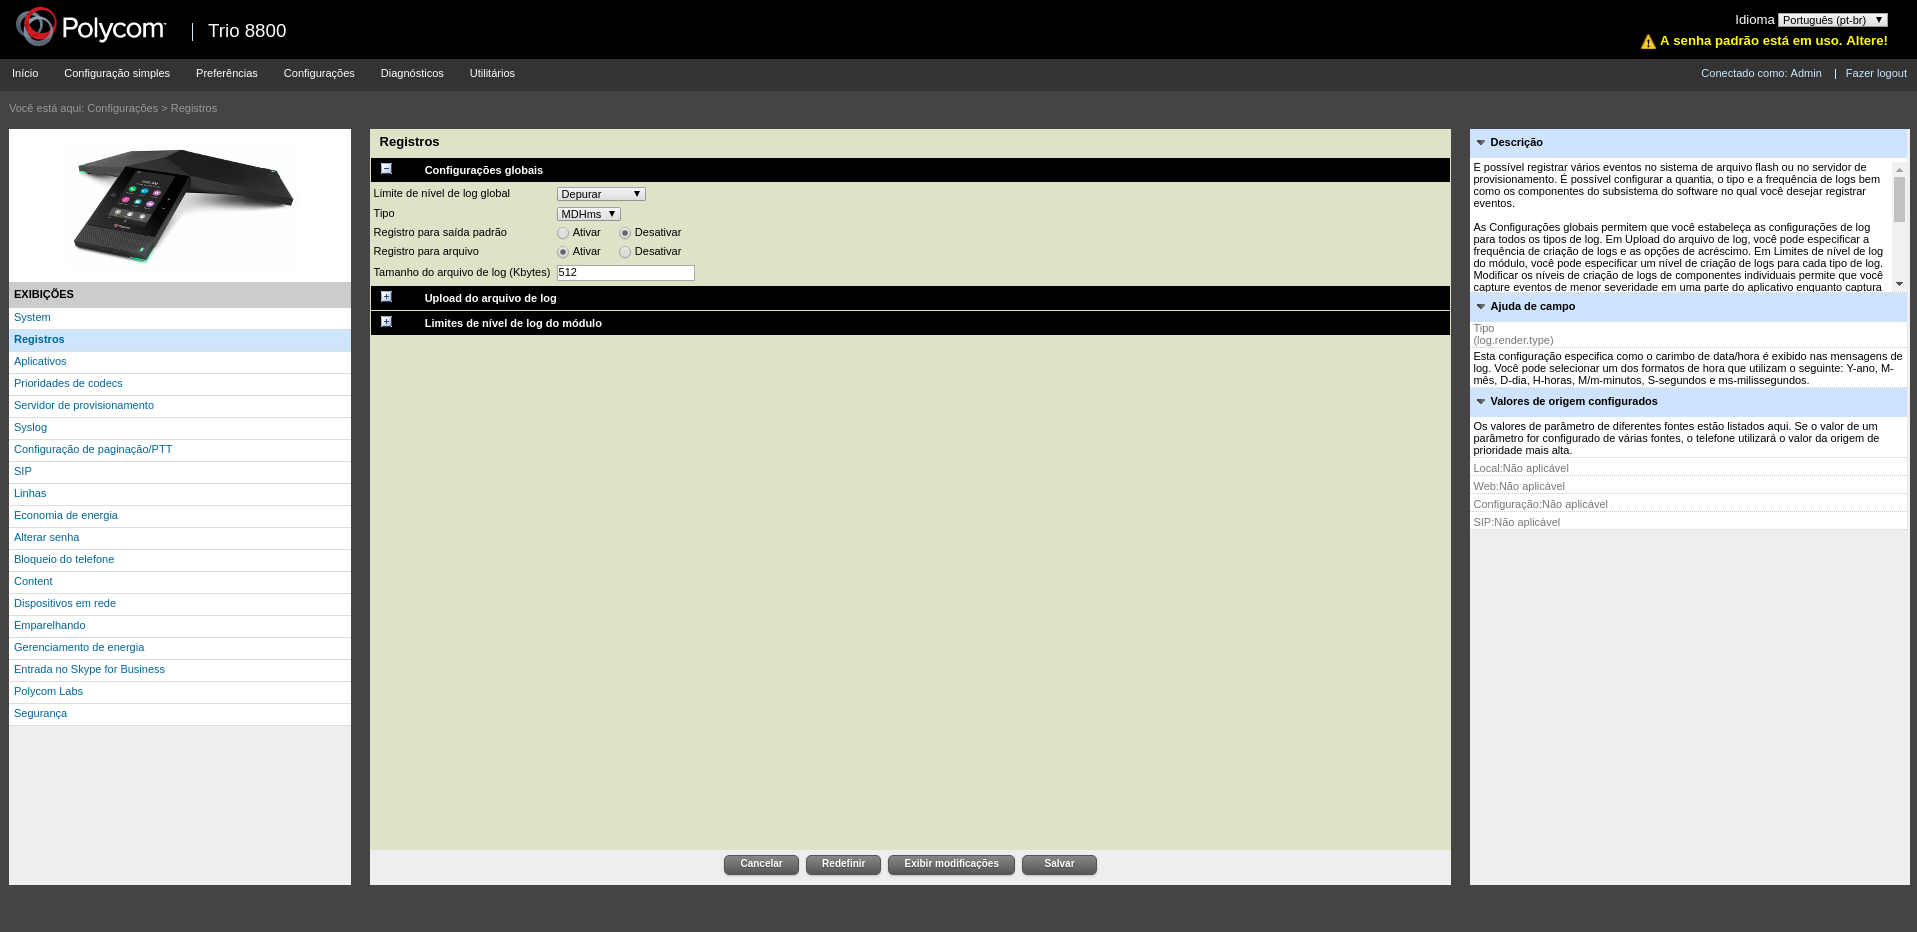 Polycom
Trio 8800
Idioma Português (pt-br)
A senha padrão está em uso. Altere!
Início Configuração simples Preferências Configurações Diagnósticos Utilitários
Conectado como: Admin | Fazer logout
Você está aqui: Configurações > Registros
EXIBIÇÕES
System
Registros
Aplicativos
Prioridades de codecs
Servidor de provisionamento
Syslog
Configuração de paginação/PTT
SIP
Linhas
Economia de energia
Alterar senha
Bloqueio do telefone
Content
Dispositivos em rede
Emparelhando
Gerenciamento de energia
Entrada no Skype for Business
Polycom Labs
Segurança
Registros
Configurações globais
Limite de nível de log global Depurar
Tipo MDHms
Registro para saída padrão Ativar Desativar
Registro para arquivo Ativar Desativar
Tamanho do arquivo de log (Kbytes) 512
Upload do arquivo de log
Limites de nível de log do módulo
Cancelar Redefinir Exibir modificações Salvar
Descrição
É possível registrar vários eventos no sistema de arquivo flash ou no servidor de
provisionamento. É possível configurar a quantia, o tipo e a frequência de logs bem
como os componentes do subsistema do software no qual você desejar registrar
eventos.
As Configurações globais permitem que você estabeleça as configurações de log
para todos os tipos de log. Em Upload do arquivo de log, você pode especificar a
frequência de criação de logs e as opções de acréscimo. Em Limites de nível de log
do módulo, você pode especificar um nível de criação de logs para cada tipo de log.
Modificar os níveis de criação de logs de componentes individuais permite que você
capture eventos de menor severidade em uma parte do aplicativo enquanto captura
Ajuda de campo
Tipo
(log.render.type)
Esta configuração especifica como o carimbo de data/hora é exibido nas mensagens de
log. Você pode selecionar um dos formatos de hora que utilizam o seguinte: Y-ano, M-
mês, D-dia, H-horas, M/m-minutos, S-segundos e ms-milissegundos.
Valores de origem configurados
Os valores de parâmetro de diferentes fontes estão listados aqui. Se o valor de um
parâmetro for configurado de várias fontes, o telefone utilizará o valor da origem de
prioridade mais alta.
Local:Não aplicável
Web:Não aplicável
Configuração:Não aplicável
SIP:Não aplicável